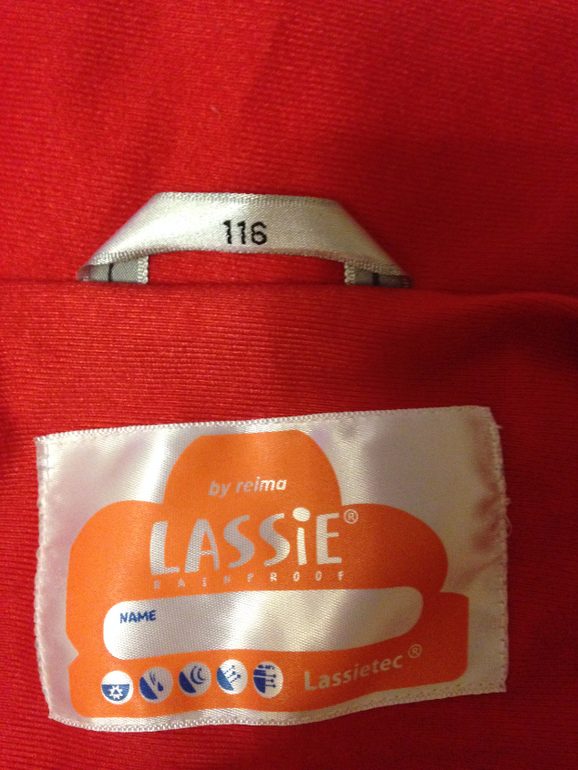 116
by reima
LASSiE®
RAINPROOF
NAME
Lassietec®